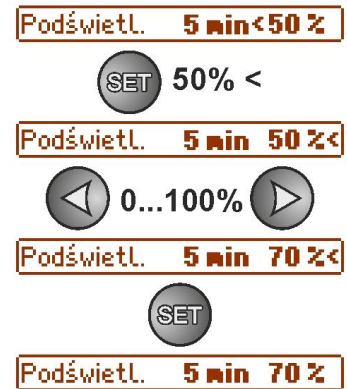 Podświetl. 5 min<50 %
SET 50% <
Podświetl. 5 min 50 %<
0...100%
Podświetl. 5 min 70 %<
SET
Podświetl. 5 min 70 %